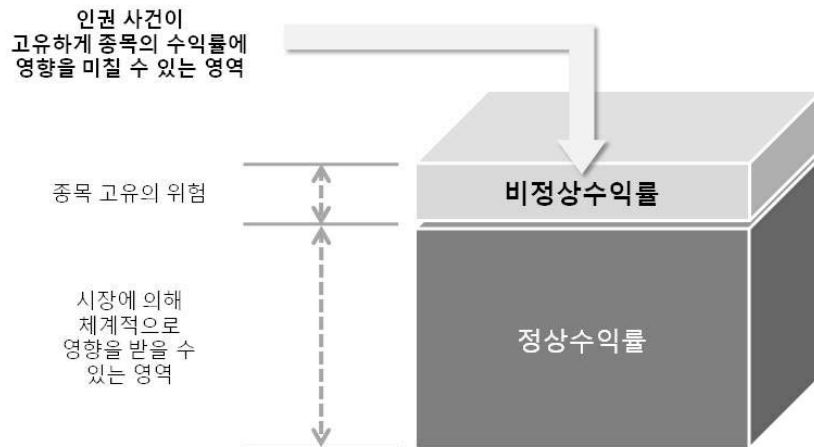 인권 사건이
고유하게 종목의 수익률에
영향을 미칠 수 있는 영역
종목 고유의 위험
비정상수익률
시장에 의해
체계적으로
영향을 받을 수
있는 영역
정상수익률